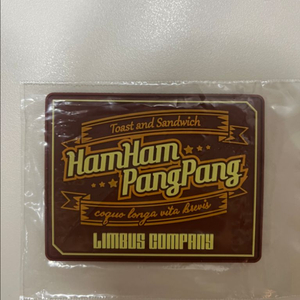 Toast and Sandwich
HamHam
PangPang
coquo longa vita brevis
LIMBUS COMPANY